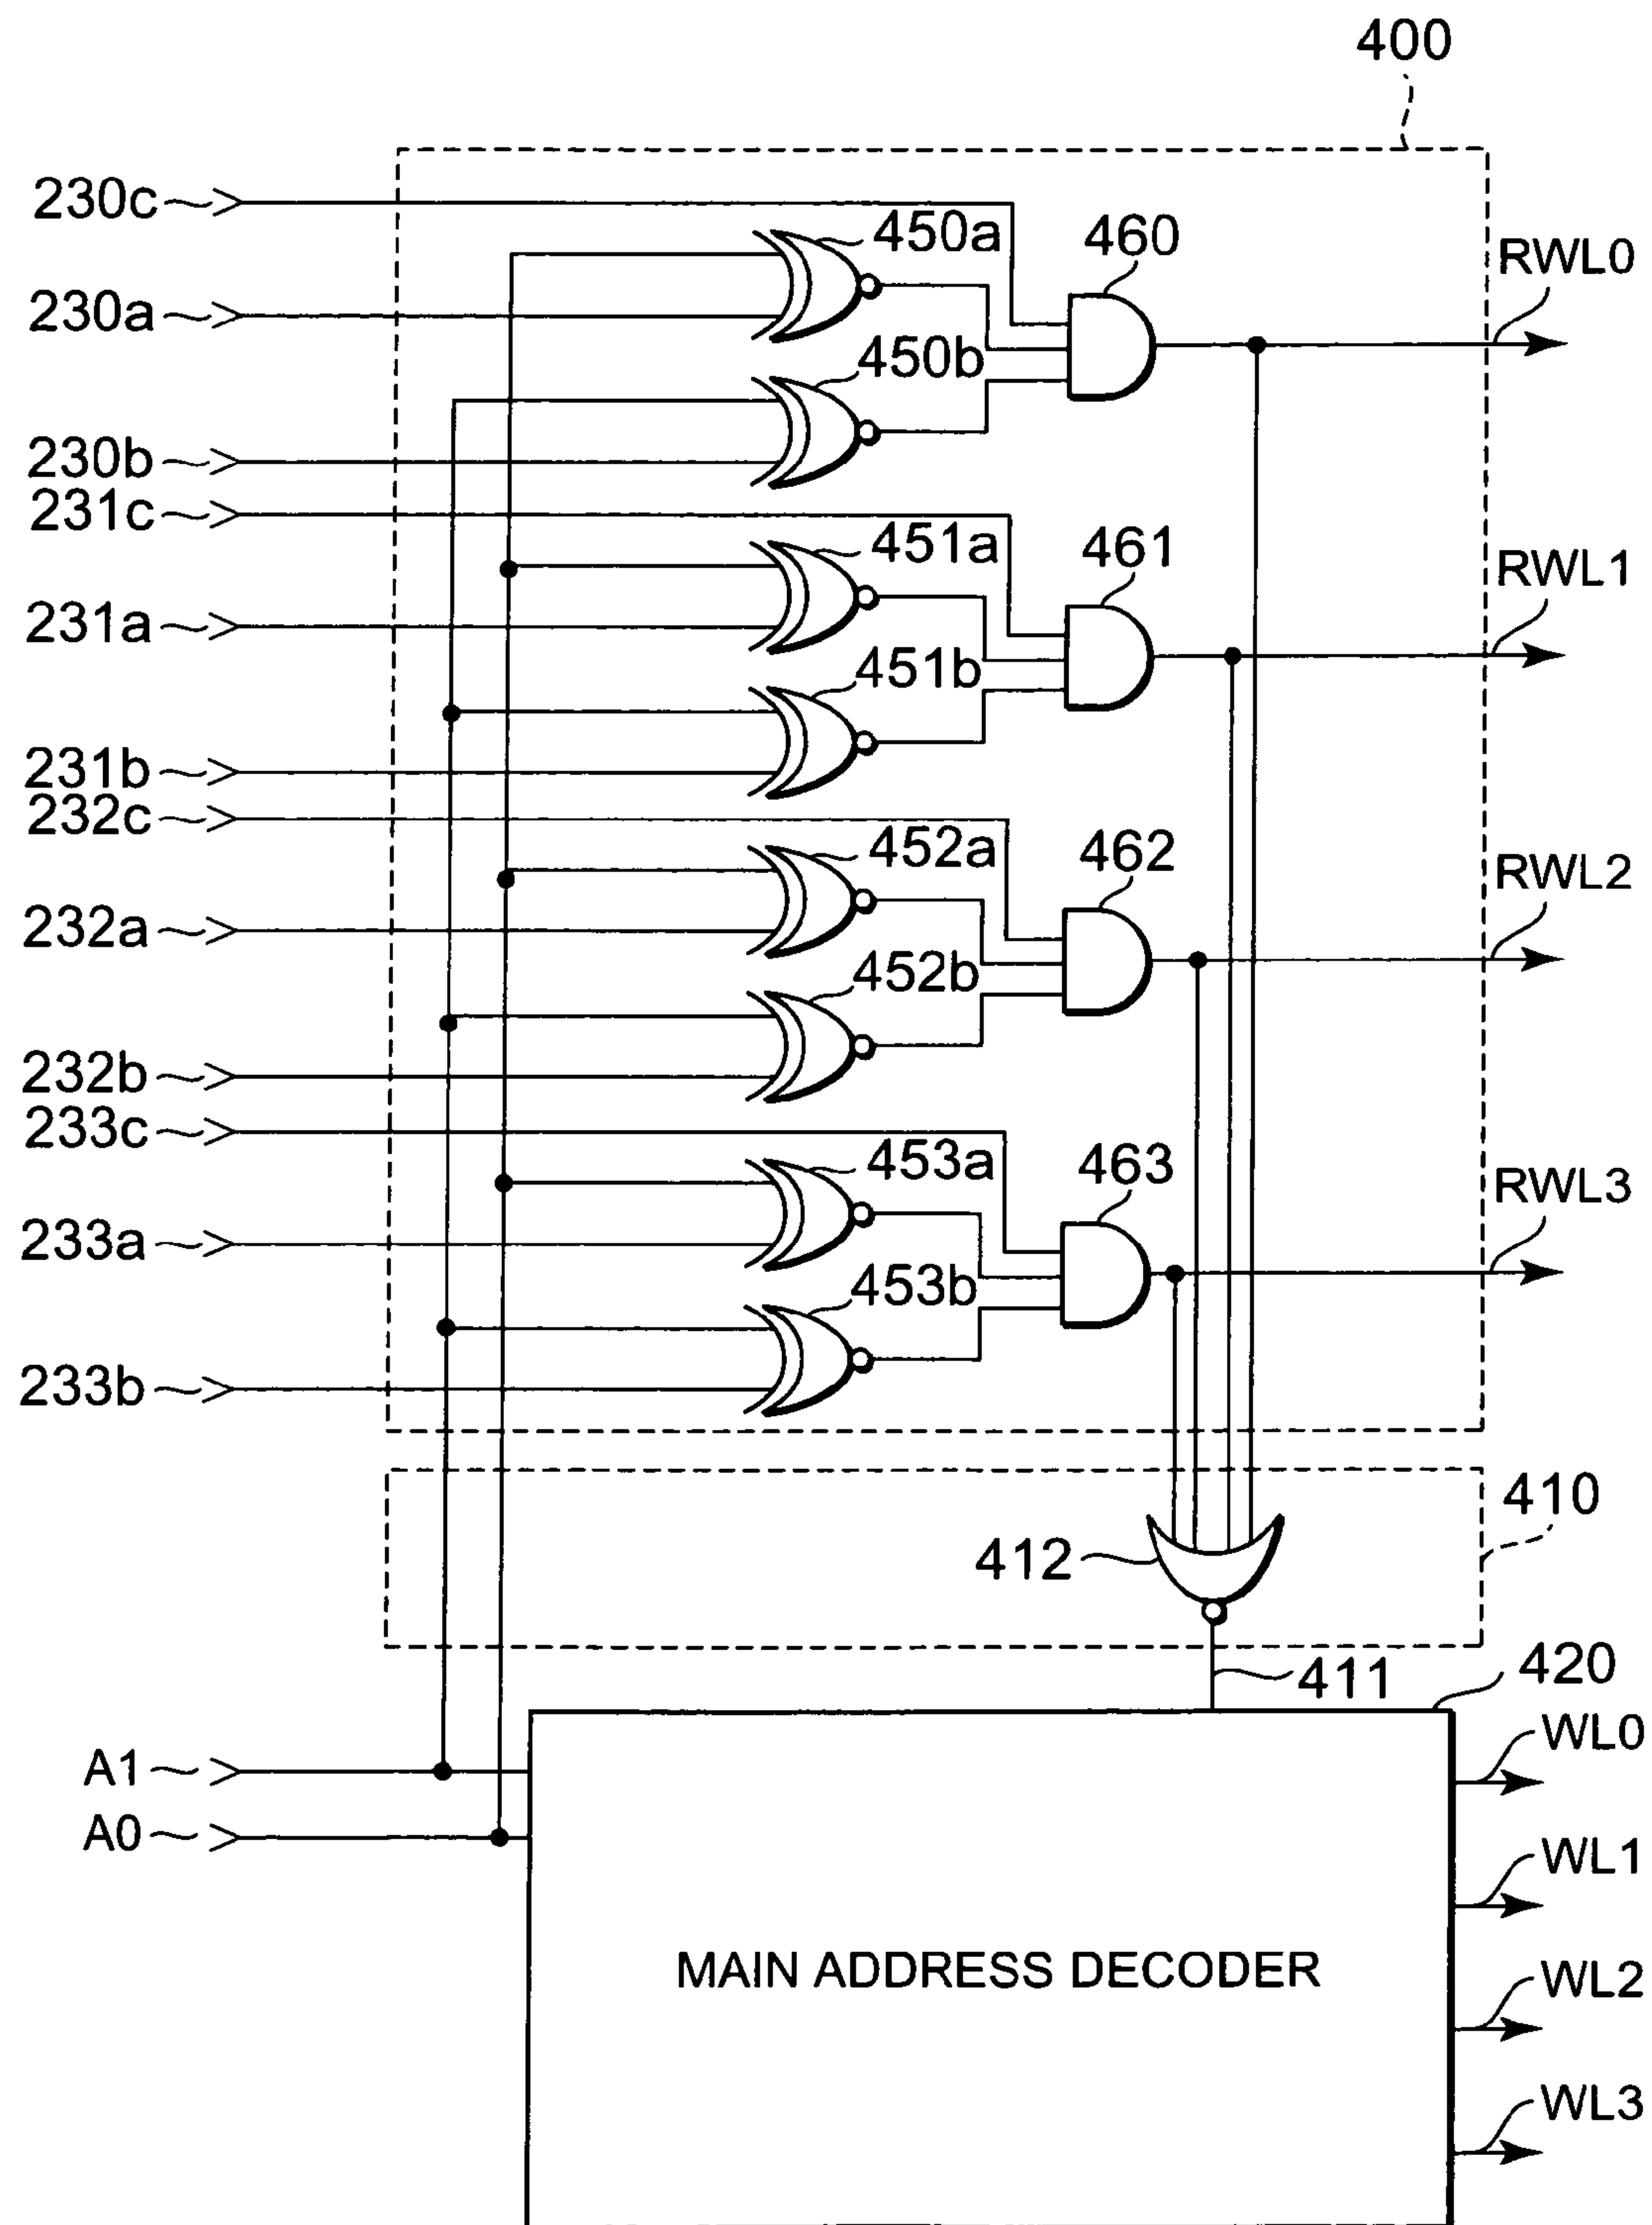 400
230c
450a
460
RWL0
230a
450b
230b
231c
451a
461
RWL1
231a
451b
231b
232c
452a
462
RWL2
232a
452b
232b
233c
453a
463
RWL3
233a
453b
233b
410
412
411
420
WL0
A1
A0
WL1
MAIN ADDRESS DECODER
WL2
WL3